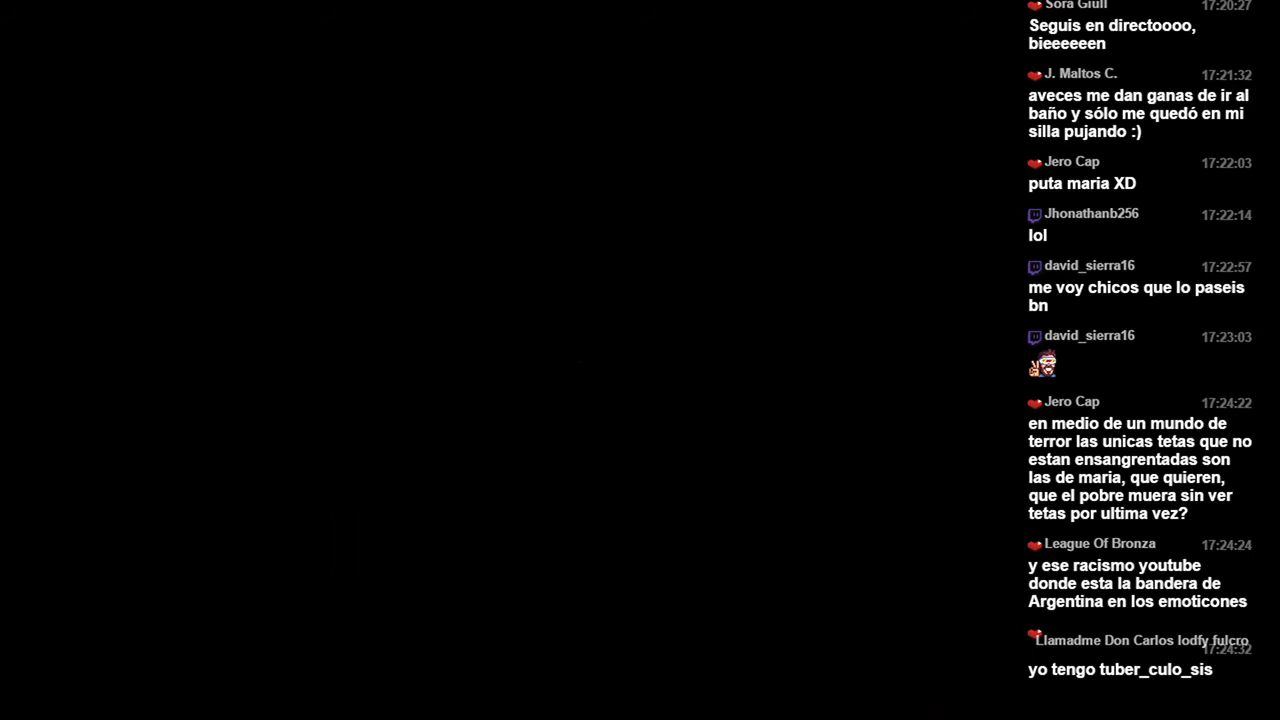 Sora Giull 17:20:27
Seguis en directoooo,
bieeeeeen
J. Maltos C. 17:21:32
aveces me dan ganas de ir al
baño y sólo me quedó en mi
silla pujando :)
Jero Cap 17:22:03
puta maria XD
Jhonathanb256 17:22:14
lol
david_sierra16 17:22:57
me voy chicos que lo paseis
bn
david_sierra16 17:23:03
Jero Cap 17:24:22
en medio de un mundo de
terror las unicas tetas que no
estan ensangrentadas son
las de maria, que quieren,
que el pobre muera sin ver
tetas por ultima vez?
League Of Bronza 17:24:24
y ese racismo youtube
donde esta la bandera de
Argentina en los emoticones
Llamadme Don Carlos lodfy fulcro
17:24:32
yo tengo tuber_culo_sis